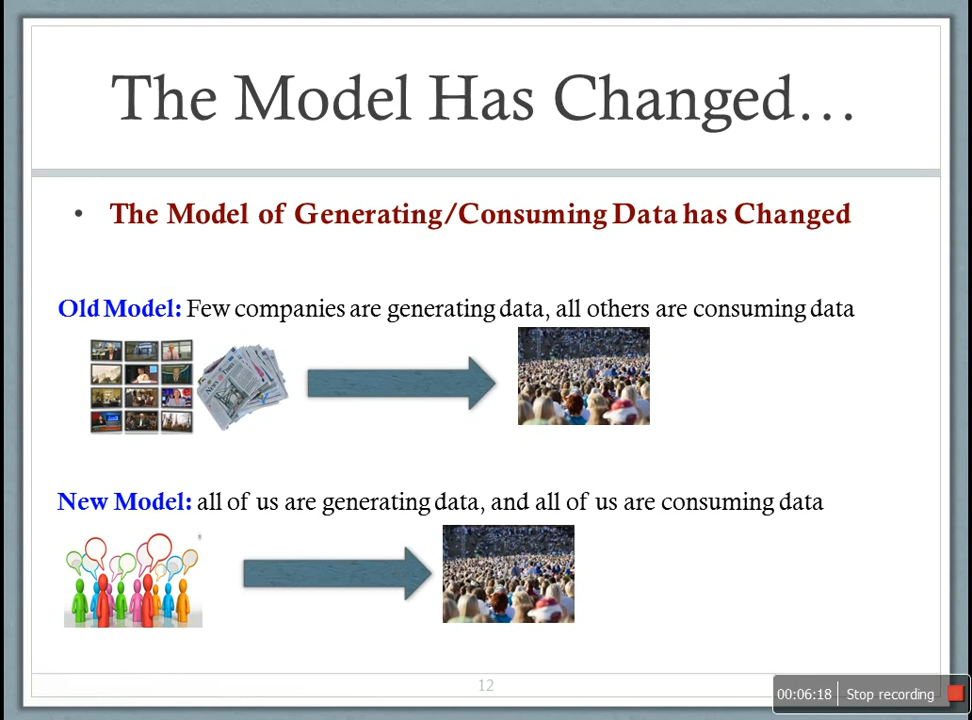 The Model Has Changed...
• The Model of Generating/Consuming Data has Changed
Old Model: Few companies are generating data, all others are consuming data
New Model: all of us are generating data, and all of us are consuming data
12
00:06:18 Stop recording